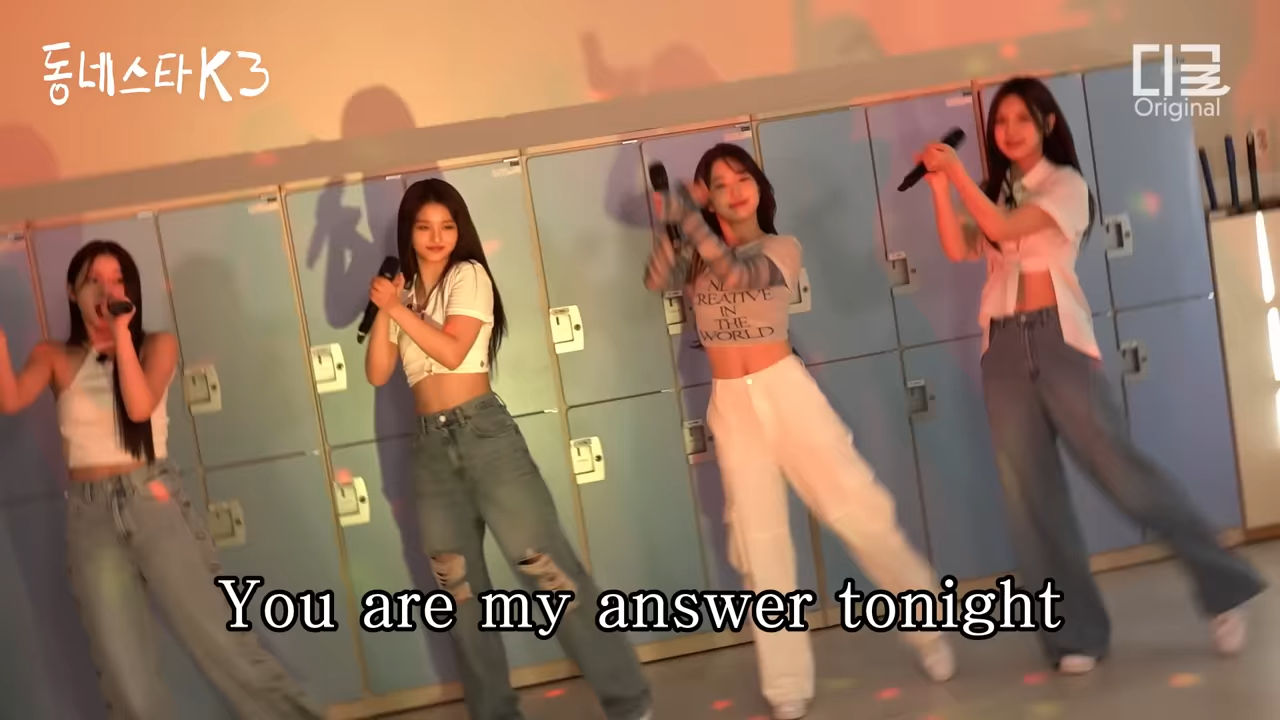 동네스타K3
디글
Original
CREATIVE
IN
THE
WORLD
You are my answer tonight